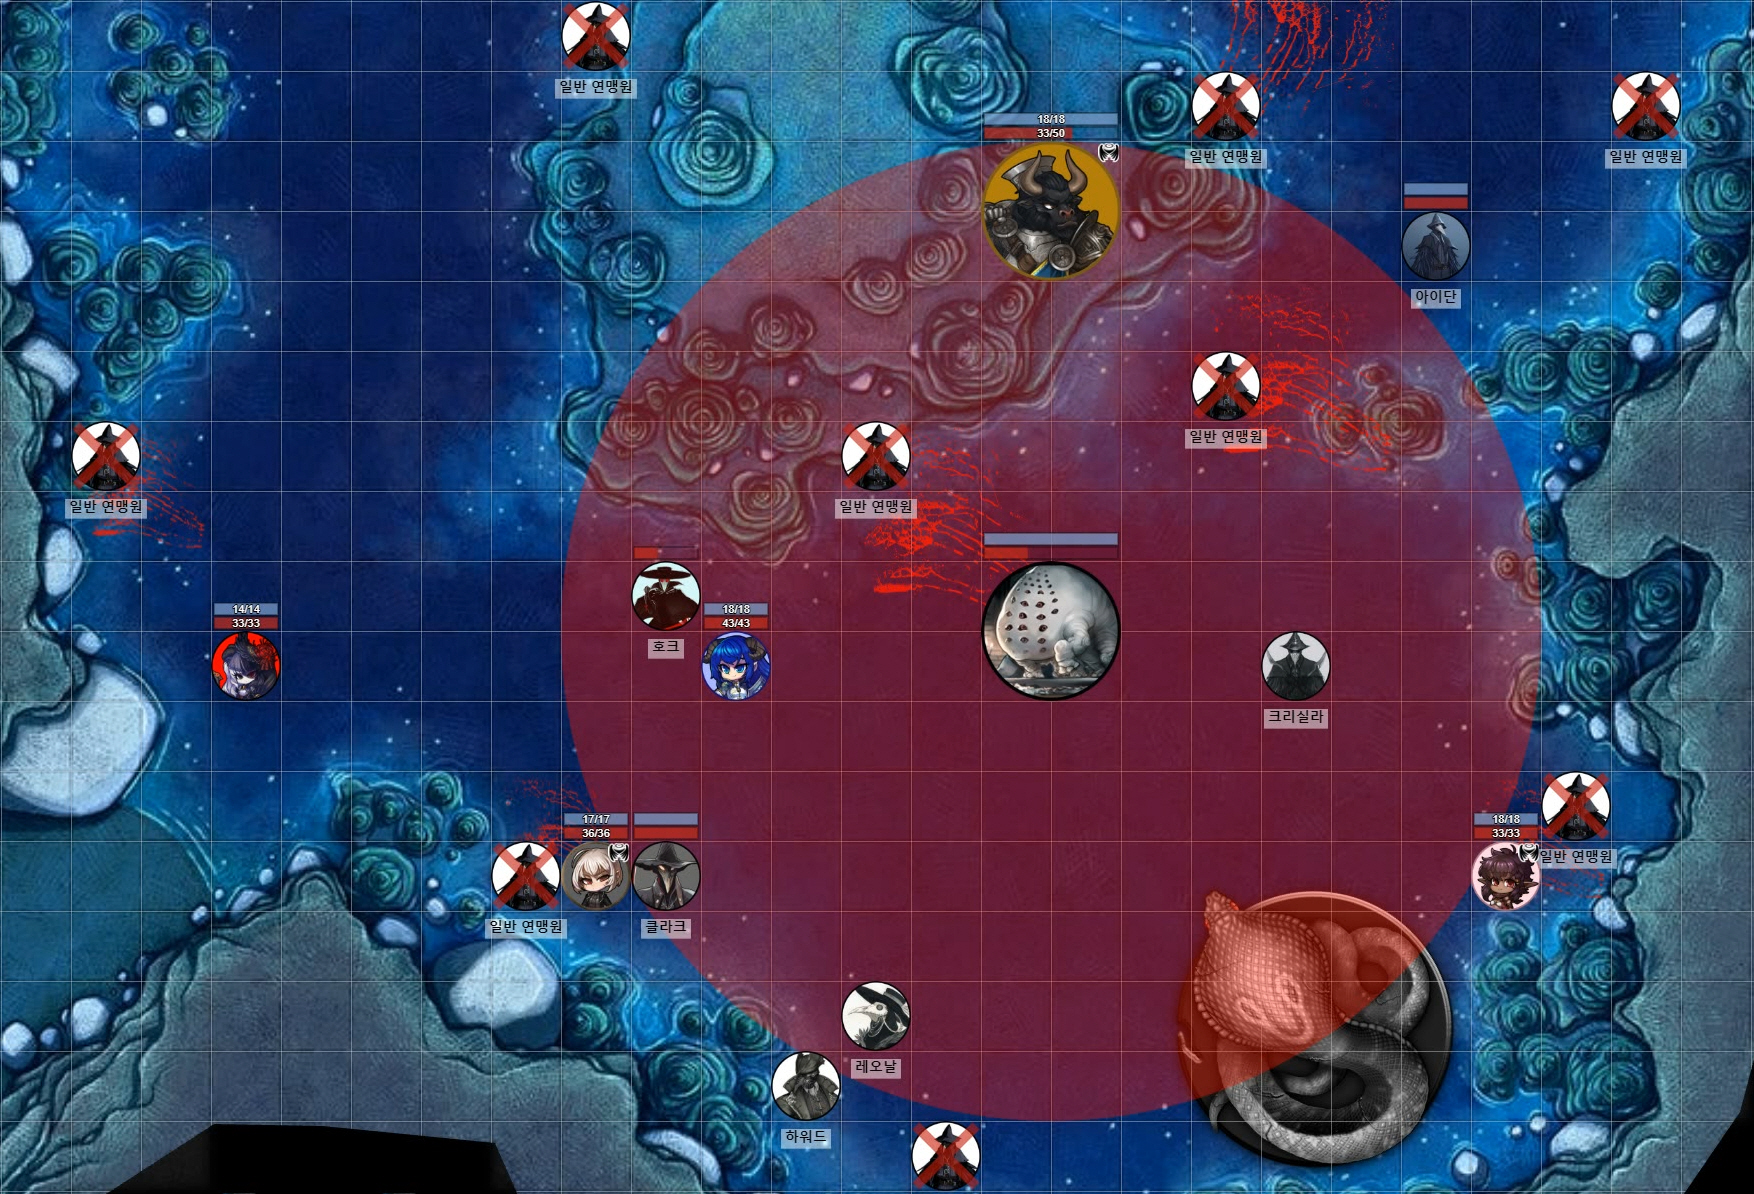 일반 연맹원
18/18
33/50
일반 연맹원
일반 연맹원
아이단
일반 연맹원
일반 연맹원
일반 연맹원
호크
14/14
33/33
18/18
43/43
크리실라
17/17
36/36
18/18
33/33
일반 연맹원
일반 연맹원
클라크
레오날
하워드